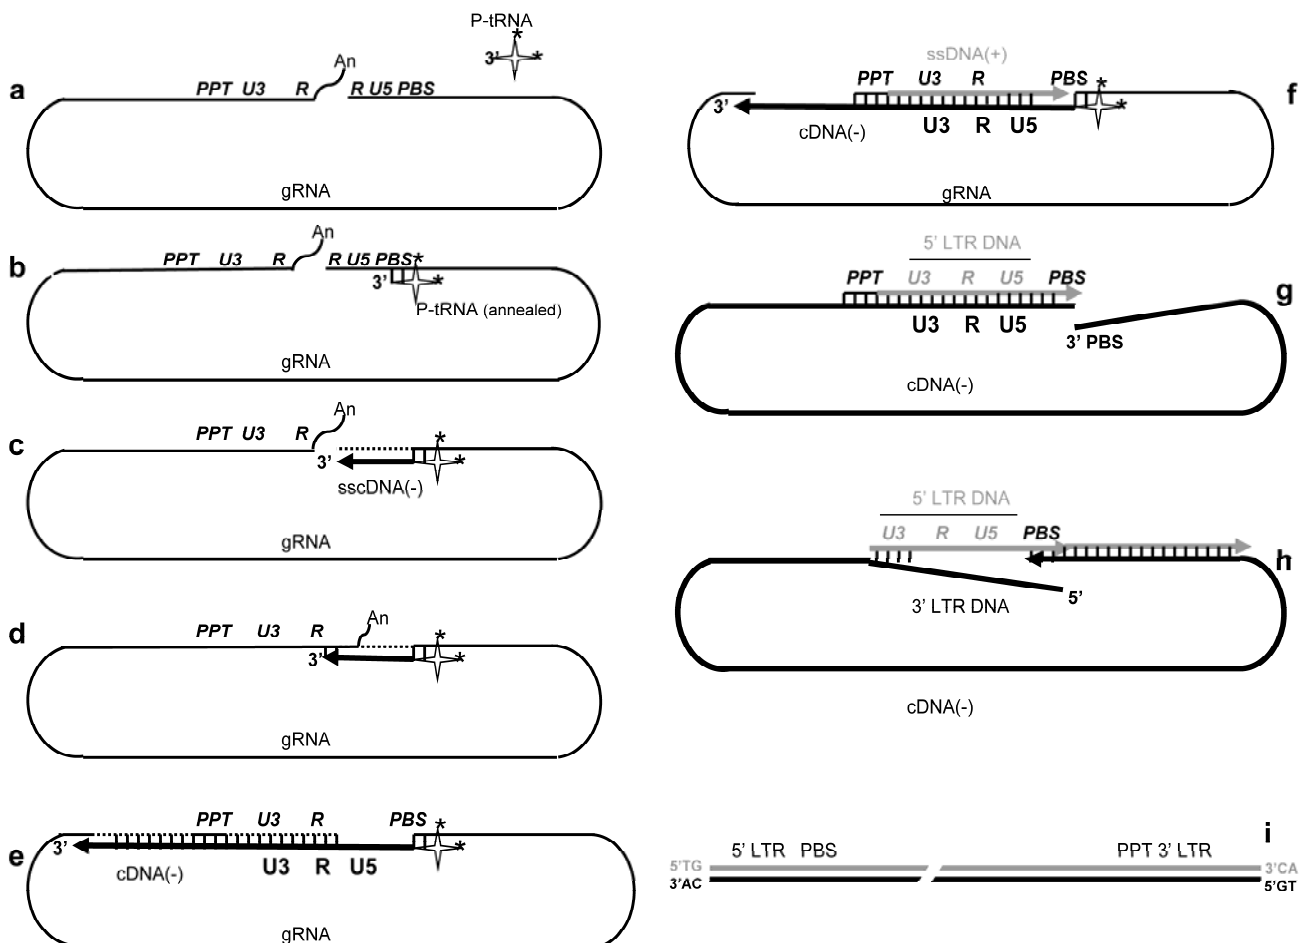 P-tRNA
*
3’ *
An
a PPT U3 R R U5 PBS
gRNA
An
b PPT U3 R R U5 PBS *
3’ *
P-tRNA (annealed)
gRNA
An
c PPT U3 R *
3’ *
sscDNA(-)
gRNA
An
d PPT U3 R *
3’ *
gRNA
PPT U3 R PBS *
e 3’ *
cDNA(-) U3 R U5
gRNA
ssDNA(+)
PPT U3 R PBS * f
3’ *
cDNA(-) U3 R U5
gRNA
5’ LTR DNA
PPT U3 R U5 PBS g
U3 R U5 3’ PBS
cDNA(-)
5’ LTR DNA
U3 R U5 PBS
h
3’ LTR DNA 5’
cDNA(-)
i
5’ LTR PBS PPT 3’ LTR
5’TG 3’CA
3’AC 5’GT